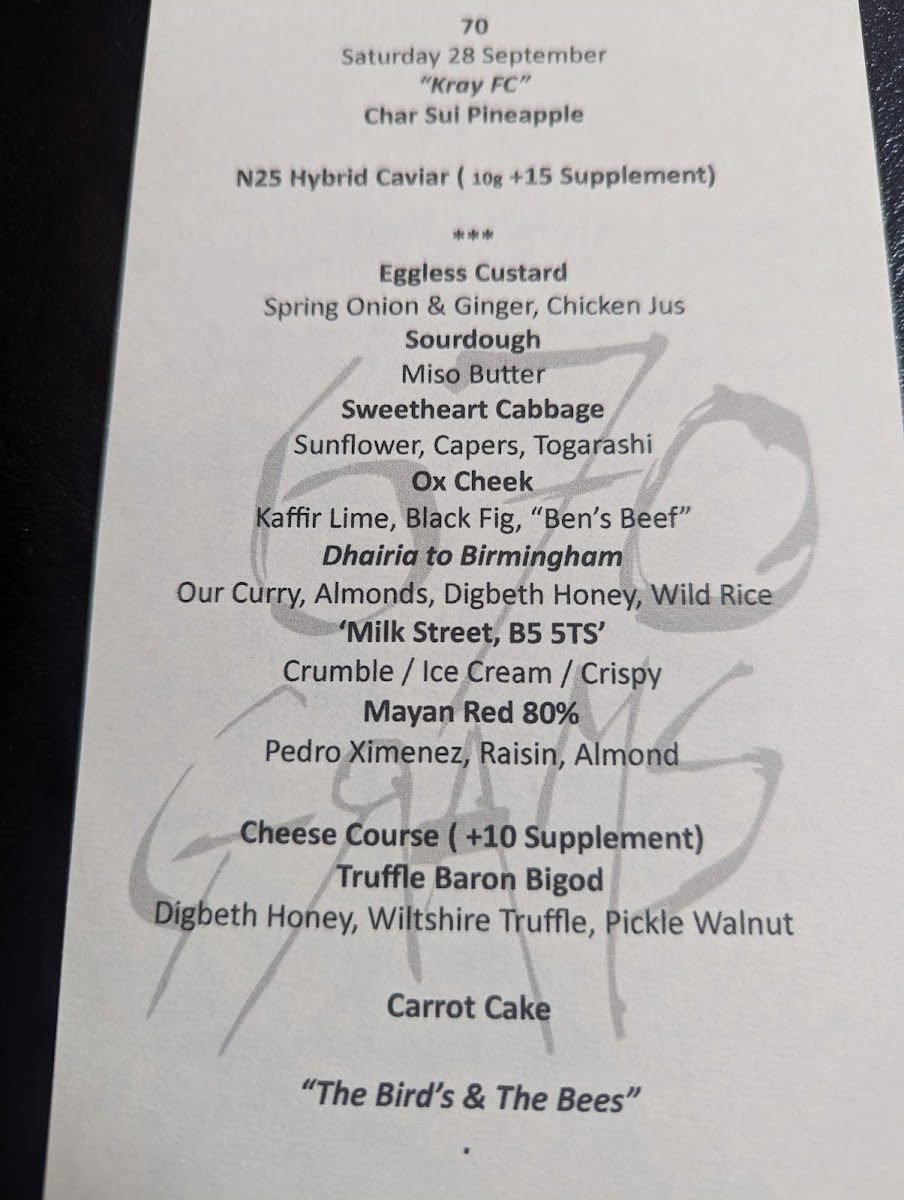 70
Saturday 28 September
"Kray FC"
Char Sui Pineapple
N25 Hybrid Caviar ( 10g +15 Supplement)
***
Eggless Custard
Spring Onion & Ginger, Chicken Jus
Sourdough
Miso Butter
Sweetheart Cabbage
Sunflower, Capers, Togarashi
Ox Cheek
Kaffir Lime, Black Fig, “Ben’s Beef”
Dhairia to Birmingham
Our Curry, Almonds, Digbeth Honey, Wild Rice
‘Milk Street, B5 5TS’
Crumble / Ice Cream / Crispy
Mayan Red 80%
Pedro Ximenez, Raisin, Almond
Cheese Course ( +10 Supplement)
Truffle Baron Bigod
Digbeth Honey, Wiltshire Truffle, Pickle Walnut
Carrot Cake
“The Bird’s & The Bees”
.
670
GRAMS